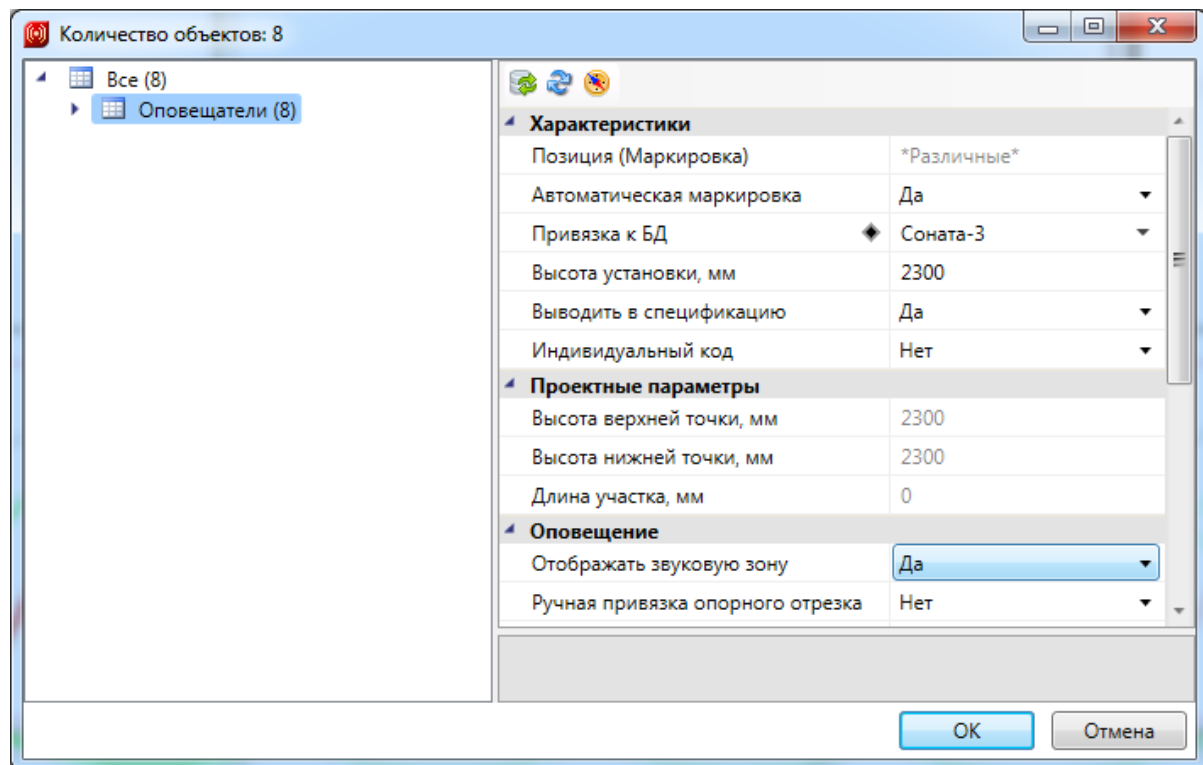 Количество объектов: 8
Все (8)
Оповещатели (8)
Характеристики
Позиция (Маркировка) *Различные*
Автоматическая маркировка Да
Привязка к БД Соната-3
Высота установки, мм 2300
Выводить в спецификацию Да
Индивидуальный код Нет
Проектные параметры
Высота верхней точки, мм 2300
Высота нижней точки, мм 2300
Длина участка, мм 0
Оповещение
Отображать звуковую зону Да
Ручная привязка опорного отрезка Нет
OK Отмена